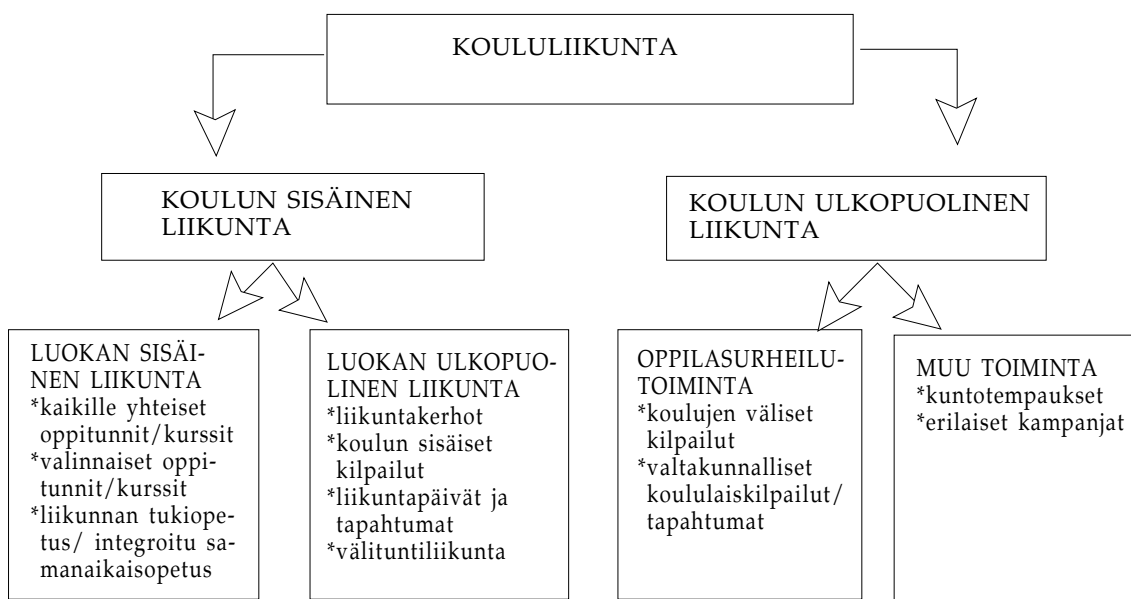 KOULULIIKUNTA
KOULUN SISÄINEN
LIIKUNTA
KOULUN ULKOPUOLINEN
LIIKUNTA
LUOKAN SISÄI-
NEN LIIKUNTA
*kaikille yhteiset
oppitunnit/kurssit
*valinnaiset oppi-
tunnit/kurssit
*liikunnan tukiope-
tus/ integroitu sa-
manaikaisopetus
LUOKAN ULKOPUO-
LINEN LIIKUNTA
*liikuntakerhot
*koulun sisäiset
kilpailut
*liikuntapäivät ja
tapahtumat
*välituntiliikunta
OPPILASURHEILU-
TOIMINTA
*koulujen väliset
kilpailut
*valtakunnalliset
koululaiskilpailut/
tapahtumat
MUU TOIMINTA
*kuntotempaukset
*erilaiset kampanjat